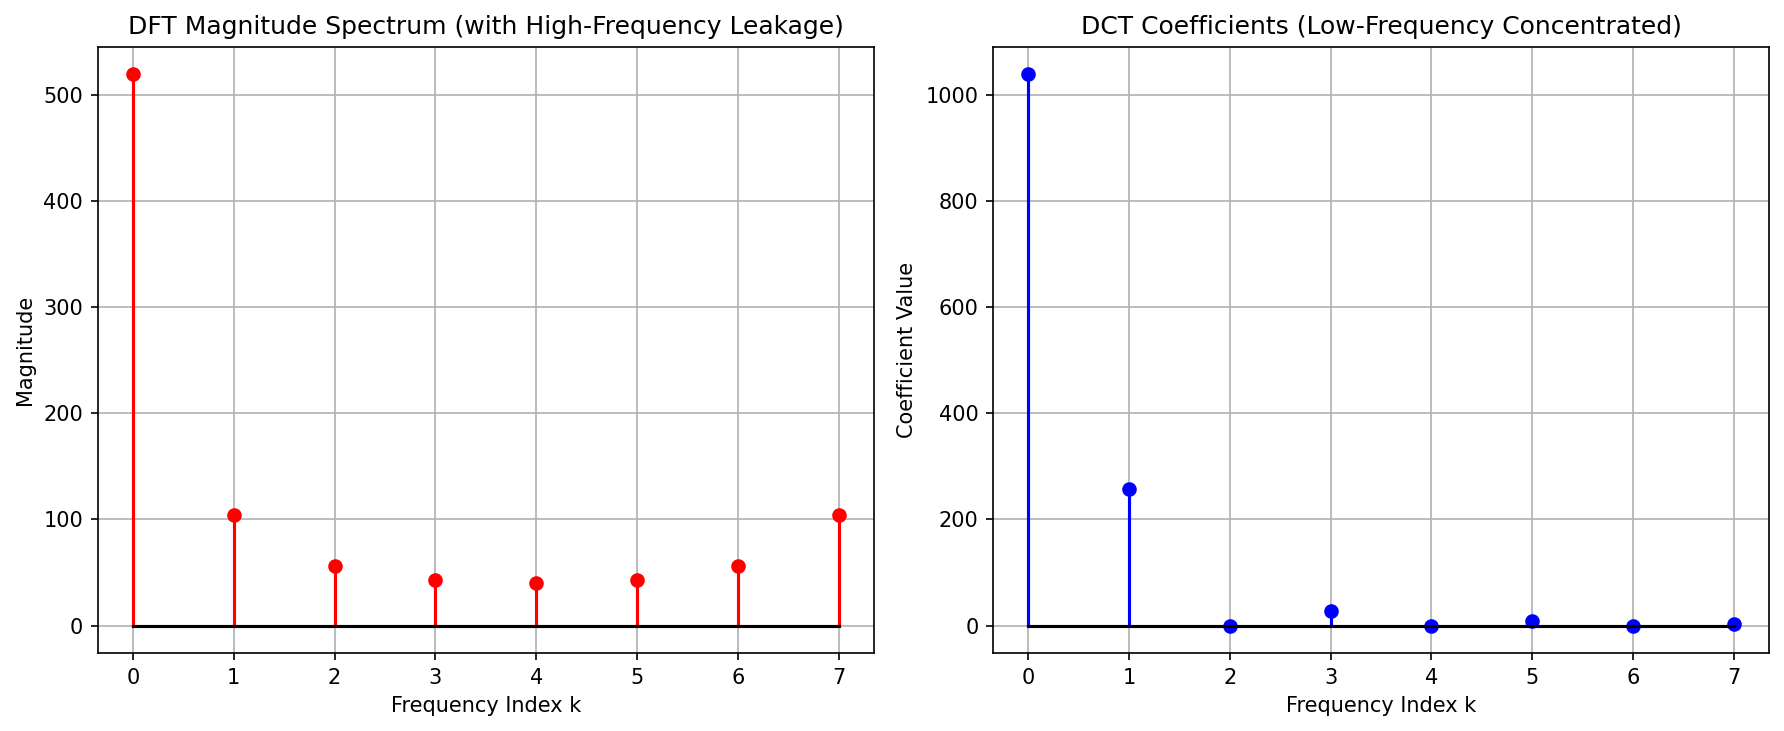 DFT Magnitude Spectrum (with High-Frequency Leakage)
500
400
300
200
100
0
Magnitude
0 1 2 3 4 5 6 7
Frequency Index k
DCT Coefficients (Low-Frequency Concentrated)
1000
800
600
400
200
0
Coefficient Value
0 1 2 3 4 5 6 7
Frequency Index k